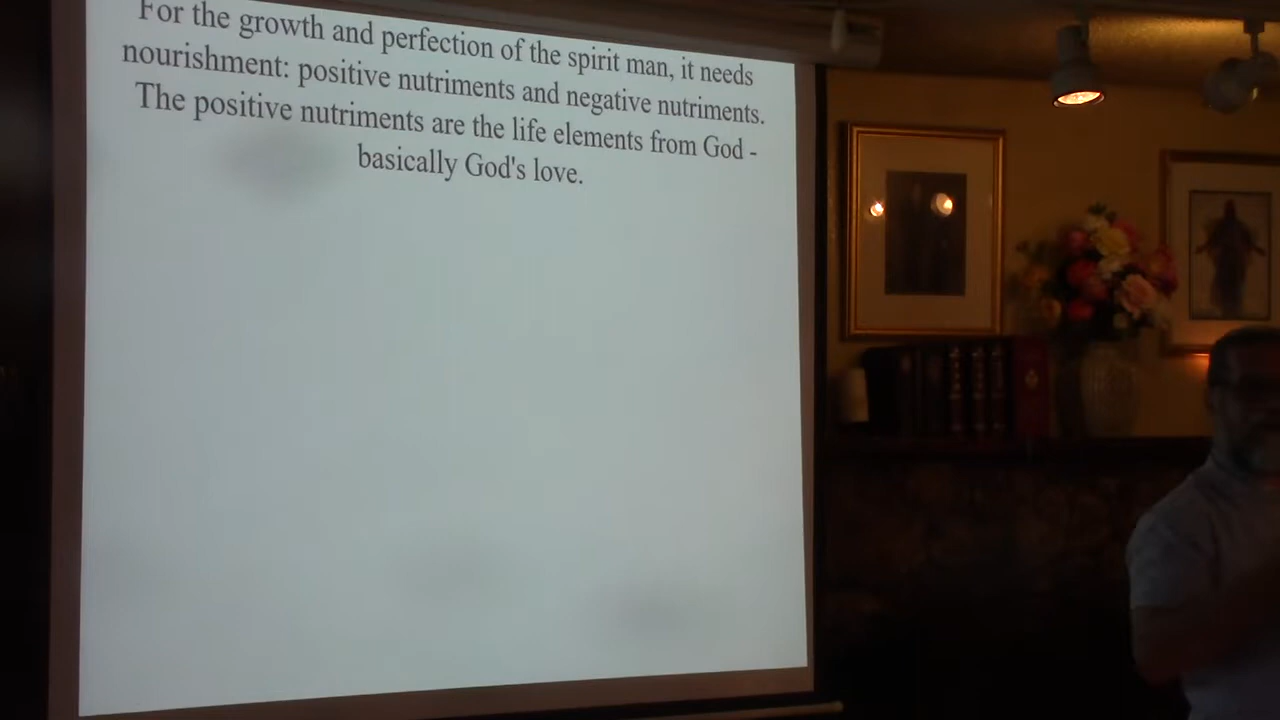 For the growth and perfection of the spirit man, it needs
nourishment: positive nutriments and negative nutriments.
The positive nutriments are the life elements from God -
basically God's love.